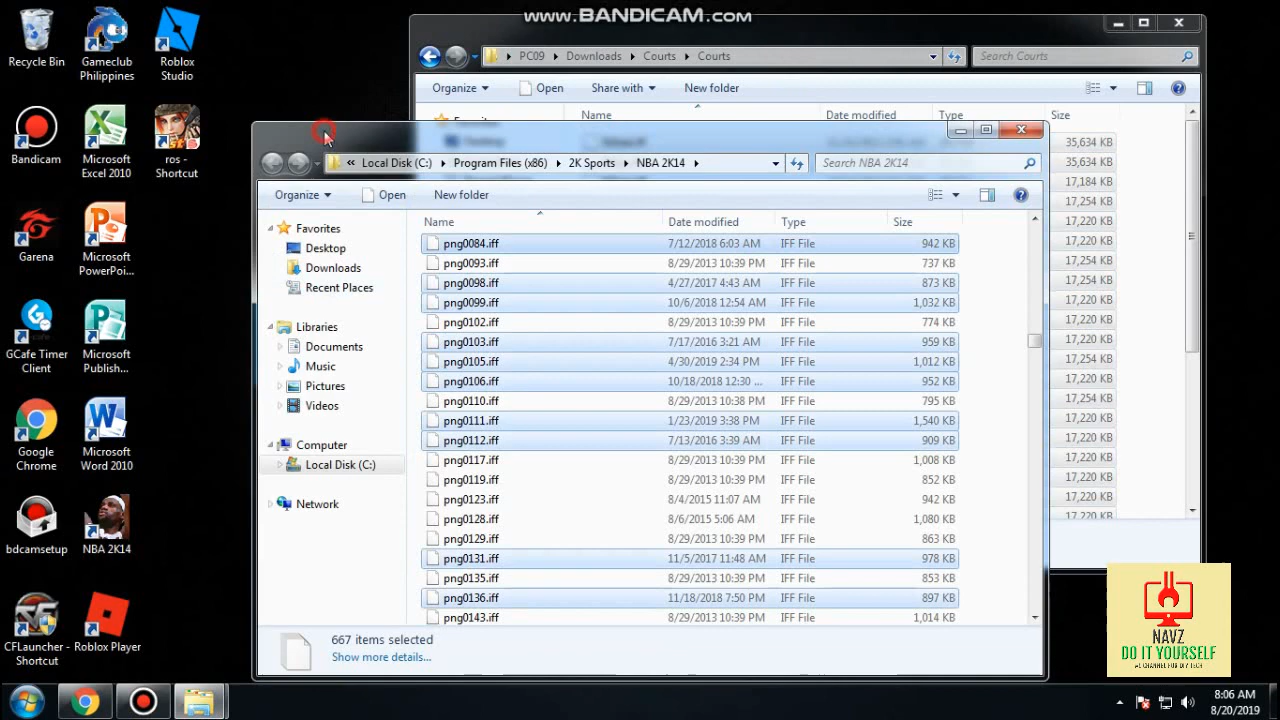 www.BANDICAM.com
Recycle Bin
Gameclub
Philippines
Roblox
Studio
Bandicam
Microsoft
Excel 2010
ros -
Shortcut
Garena
Microsoft
PowerPoi...
GCafe Timer
Client
Microsoft
Publish...
Google
Chrome
Microsoft
Word 2010
bdcamsetup
NBA 2K14
CFLauncher -
Shortcut
Roblox Player
PC09 Downloads Courts Courts
Search Courts
Organize Open Share with New folder
Name Date modified Type Size
35,634 KB
35,634 KB
17,184 KB
17,254 KB
17,220 KB
17,220 KB
17,254 KB
17,254 KB
17,220 KB
17,220 KB
17,220 KB
17,254 KB
17,220 KB
17,254 KB
17,220 KB
17,220 KB
17,220 KB
17,220 KB
17,220 KB
17,220 KB
« Local Disk (C:) Program Files (x86) 2K Sports NBA 2K14
Search NBA 2K14
Organize Open New folder
Favorites
Desktop
Downloads
Recent Places
Libraries
Documents
Music
Pictures
Videos
Computer
Local Disk (C:)
Network
Name Date modified Type Size
png0084.iff 7/12/2018 6:03 AM IFF File 942 KB
png0093.iff 8/29/2013 10:39 PM IFF File 737 KB
png0098.iff 4/27/2017 4:43 AM IFF File 873 KB
png0099.iff 10/6/2018 12:54 AM IFF File 1,032 KB
png0102.iff 8/29/2013 10:39 PM IFF File 774 KB
png0103.iff 7/17/2016 3:21 AM IFF File 959 KB
png0105.iff 4/30/2019 2:34 PM IFF File 1,012 KB
png0106.iff 10/18/2018 12:30 ... IFF File 952 KB
png0110.iff 8/29/2013 10:38 PM IFF File 795 KB
png0111.iff 1/23/2019 3:38 PM IFF File 1,540 KB
png0112.iff 7/13/2016 3:39 AM IFF File 909 KB
png0117.iff 8/29/2013 10:39 PM IFF File 1,008 KB
png0119.iff 8/29/2013 10:39 PM IFF File 852 KB
png0123.iff 8/4/2015 11:07 AM IFF File 942 KB
png0128.iff 8/6/2015 5:06 AM IFF File 1,080 KB
png0129.iff 8/29/2013 10:39 PM IFF File 863 KB
png0131.iff 11/5/2017 11:48 AM IFF File 978 KB
png0135.iff 8/29/2013 10:39 PM IFF File 853 KB
png0136.iff 11/18/2018 7:50 PM IFF File 897 KB
png0143.iff 8/29/2013 10:39 PM IFF File 1,014 KB
667 items selected
Show more details...
NAVZ
DO IT YOURSELF
8:06 AM
8/20/2019